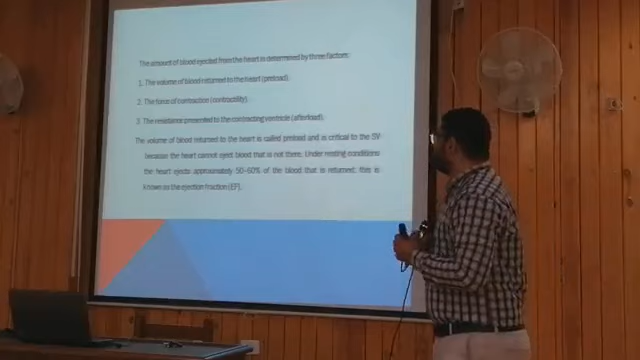 The amount of blood ejected from the heart is determined by three factors:
1. The volume of blood returned to the heart (preload).
2. The force of contraction (contractility).
3. The resistance presented to the contracting ventricle (afterload).
The volume of blood returned to the heart is called preload and is critical to the SV
because the heart cannot eject blood that is not there. Under resting conditions
the heart ejects approximately 50-60% of the blood that is returned; this is
known as the ejection fraction (EF).